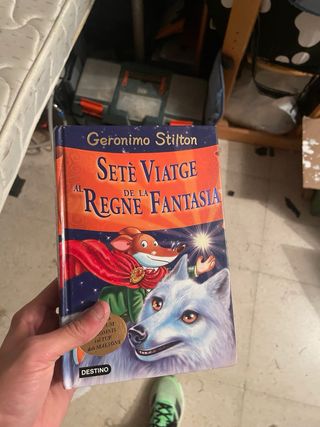 Geronimo Stilton
SETÈ VIATGE
AL REGNE DE LA FANTASIA
DESTINO